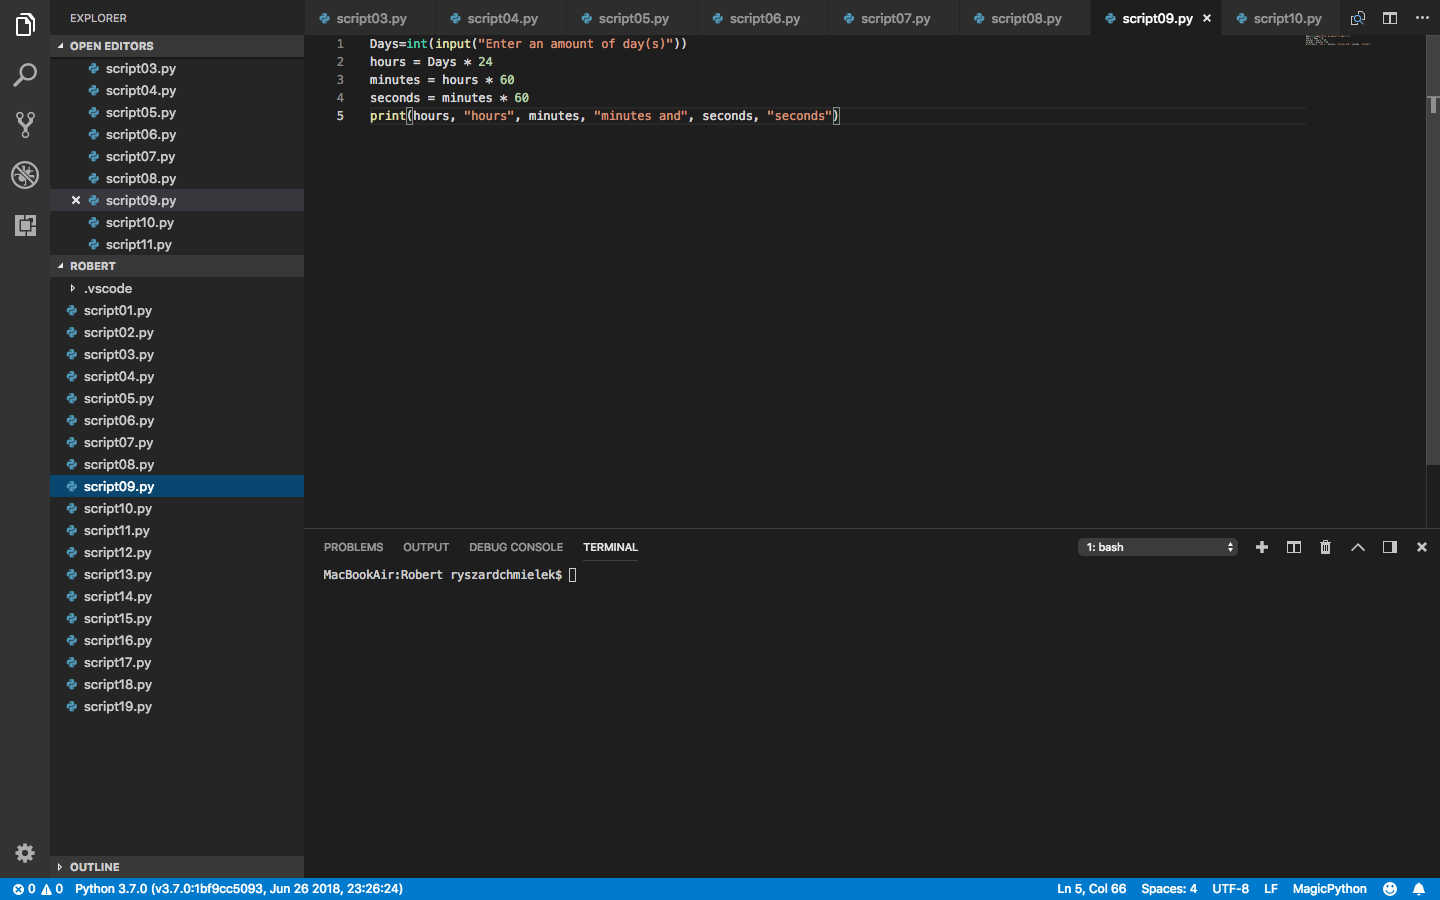 EXPLORER
OPEN EDITORS
script03.py
script04.py
script05.py
script06.py
script07.py
script08.py
script09.py
script10.py
script11.py
ROBERT
.vscode
script01.py
script02.py
script03.py
script04.py
script05.py
script06.py
script07.py
script08.py
script09.py
script10.py
script11.py
script12.py
script13.py
script14.py
script15.py
script16.py
script17.py
script18.py
script19.py
OUTLINE
script03.py script04.py script05.py script06.py script07.py script08.py script09.py script10.py
1 Days=int(input("Enter an amount of day(s)"))
2 hours = Days * 24
3 minutes = hours * 60
4 seconds = minutes * 60
5 print(hours, "hours", minutes, "minutes and", seconds, "seconds")
PROBLEMS OUTPUT DEBUG CONSOLE TERMINAL 1: bash
MacBookAir:Robert ryszardchmielek$
0 0 Python 3.7.0 (v3.7.0:1bf9cc5093, Jun 26 2018, 23:26:24) Ln 5, Col 66 Spaces: 4 UTF-8 LF MagicPython